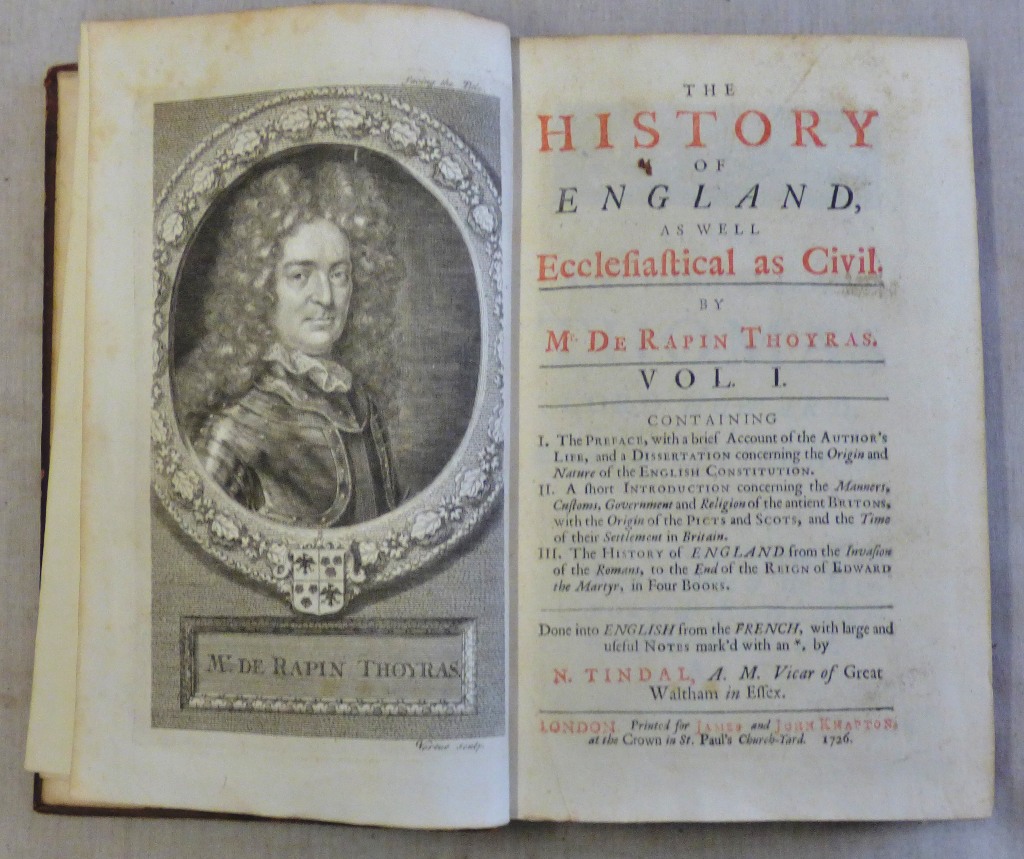 Facing the Title
Mr. DE RAPIN THOYRAS.
Vertue Sculp.
THE
HISTORY
OF
ENGLAND,
AS WELL
Eccleſiaſtical as Civil.
BY
Mr. DE RAPIN THOYRAS.
VOL. I.
CONTAINING
I. The PREFACE, with a brief Account of the AUTHOR's
LIFE, and a DISSERTATION concerning the Origin and
Nature of the ENGLISH CONSTITUTION.
II. A ſhort INTRODUCTION concerning the Manners,
Cuſtoms, Government and Religion of the antient BRITONS,
with the Origin of the PICTS and SCOTS, and the Time
of their Settlement in Britain.
III. The HISTORY of ENGLAND from the Invaſion
of the Romans, to the End of the REIGN of EDWARD
the Martyr, in Four BOOKS.
Done into ENGLISH from the FRENCH, with large and
uſeful NOTES mark'd with an *, by
N. TINDAL, A. M. Vicar of Great
Waltham in Eſſex.
LONDON Printed for JAMES and JOHN KNAPTON,
at the Crown in St. Paul's Church-Yard. 1726.